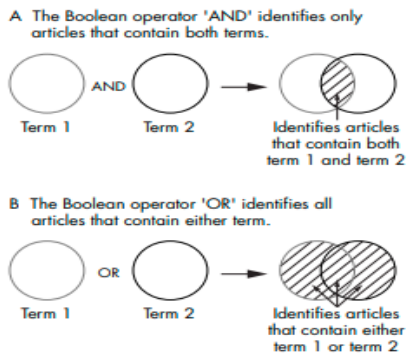 A The Boolean operator 'AND' identifies only
articles that contain both terms.
AND
Term 1
Term 2
Identifies articles
that contain both
term 1 and term 2
B The Boolean operator 'OR' identifies all
articles that contain either term.
OR
Term 1
Term 2
Identifies articles
that contain either
term 1 or term 2